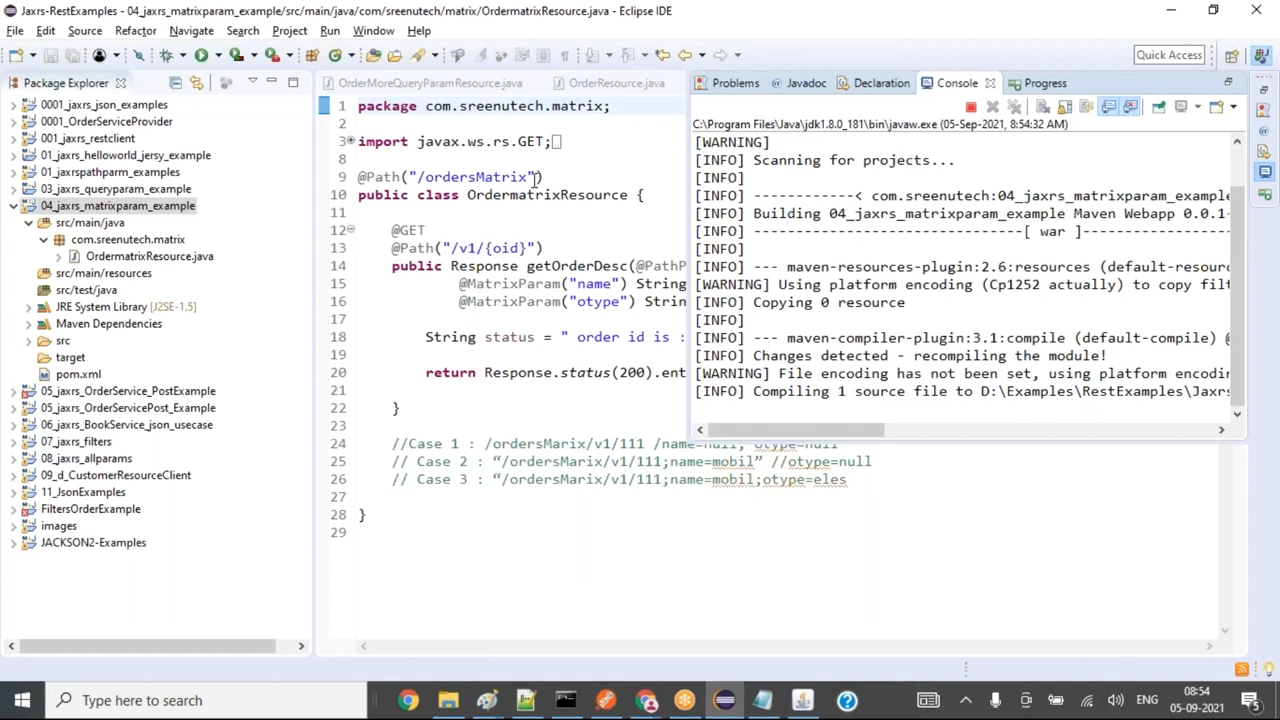 Jaxrs-RestExamples - 04_jaxrs_matrixparam_example/src/main/java/com/sreenutech/matrix/OrdermatrixResource.java - Eclipse IDE
File Edit Source Refactor Navigate Search Project Run Window Help
Quick Access
Package Explorer
0001_jaxrs_json_examples
0001_OrderServiceProvider
001_jaxrs_restclient
01_jaxrs_helloworld_jersy_example
01_jaxrspathparm_examples
03_jaxrs_queryparam_example
04_jaxrs_matrixparam_example
src/main/java
com.sreenutech.matrix
OrdermatrixResource.java
src/main/resources
src/test/java
JRE System Library [J2SE-1.5]
Maven Dependencies
src
target
pom.xml
05_jaxrs_OrderService_PostExample
05_jaxrs_OrderServicePost_Example
06_jaxrs_BookService_json_usecase
07_jaxrs_filters
08_jaxrs_allparams
09_d_CustomerResourceClient
11_JsonExamples
FiltersOrderExample
images
JACKSON2-Examples
OrderMoreQueryParamResource.java OrderResource.java
1 package com.sreenutech.matrix;
2
3 import javax.ws.rs.GET;
8
9 @Path("/ordersMatrix")
10 public class OrdermatrixResource {
11
12 @GET
13 @Path("/v1/{oid}")
14 public Response getOrderDesc(@PathP
15 @MatrixParam("name") String
16 @MatrixParam("otype") String
17
18 String status = " order id is :
19
20 return Response.status(200).ent
21
22 }
23
24 //Case 1 : /ordersMarix/v1/111 /name=null, otype=null
25 // Case 2 : “/ordersMarix/v1/111;name=mobil” //otype=null
26 // Case 3 : “/ordersMarix/v1/111;name=mobil;otype=eles
27
28 }
29
Problems Javadoc Declaration Console Progress
C:\Program Files\Java\jdk1.8.0_181\bin\javaw.exe (05-Sep-2021, 8:54:32 AM)
[WARNING]
[INFO] Scanning for projects...
[INFO]
[INFO] ------------< com.sreenutech:04_jaxrs_matrixparam_example
[INFO] Building 04_jaxrs_matrixparam_example Maven Webapp 0.0.1-
[INFO] --------------------------------[ war ]---------------------------------
[INFO]
[INFO] --- maven-resources-plugin:2.6:resources (default-resourc
[WARNING] Using platform encoding (Cp1252 actually) to copy filt
[INFO] Copying 0 resource
[INFO]
[INFO] --- maven-compiler-plugin:3.1:compile (default-compile) @
[INFO] Changes detected - recompiling the module!
[WARNING] File encoding has not been set, using platform encodin
[INFO] Compiling 1 source file to D:\Examples\RestExamples\Jaxr
Type here to search
ENG
08:54
05-09-2021
5